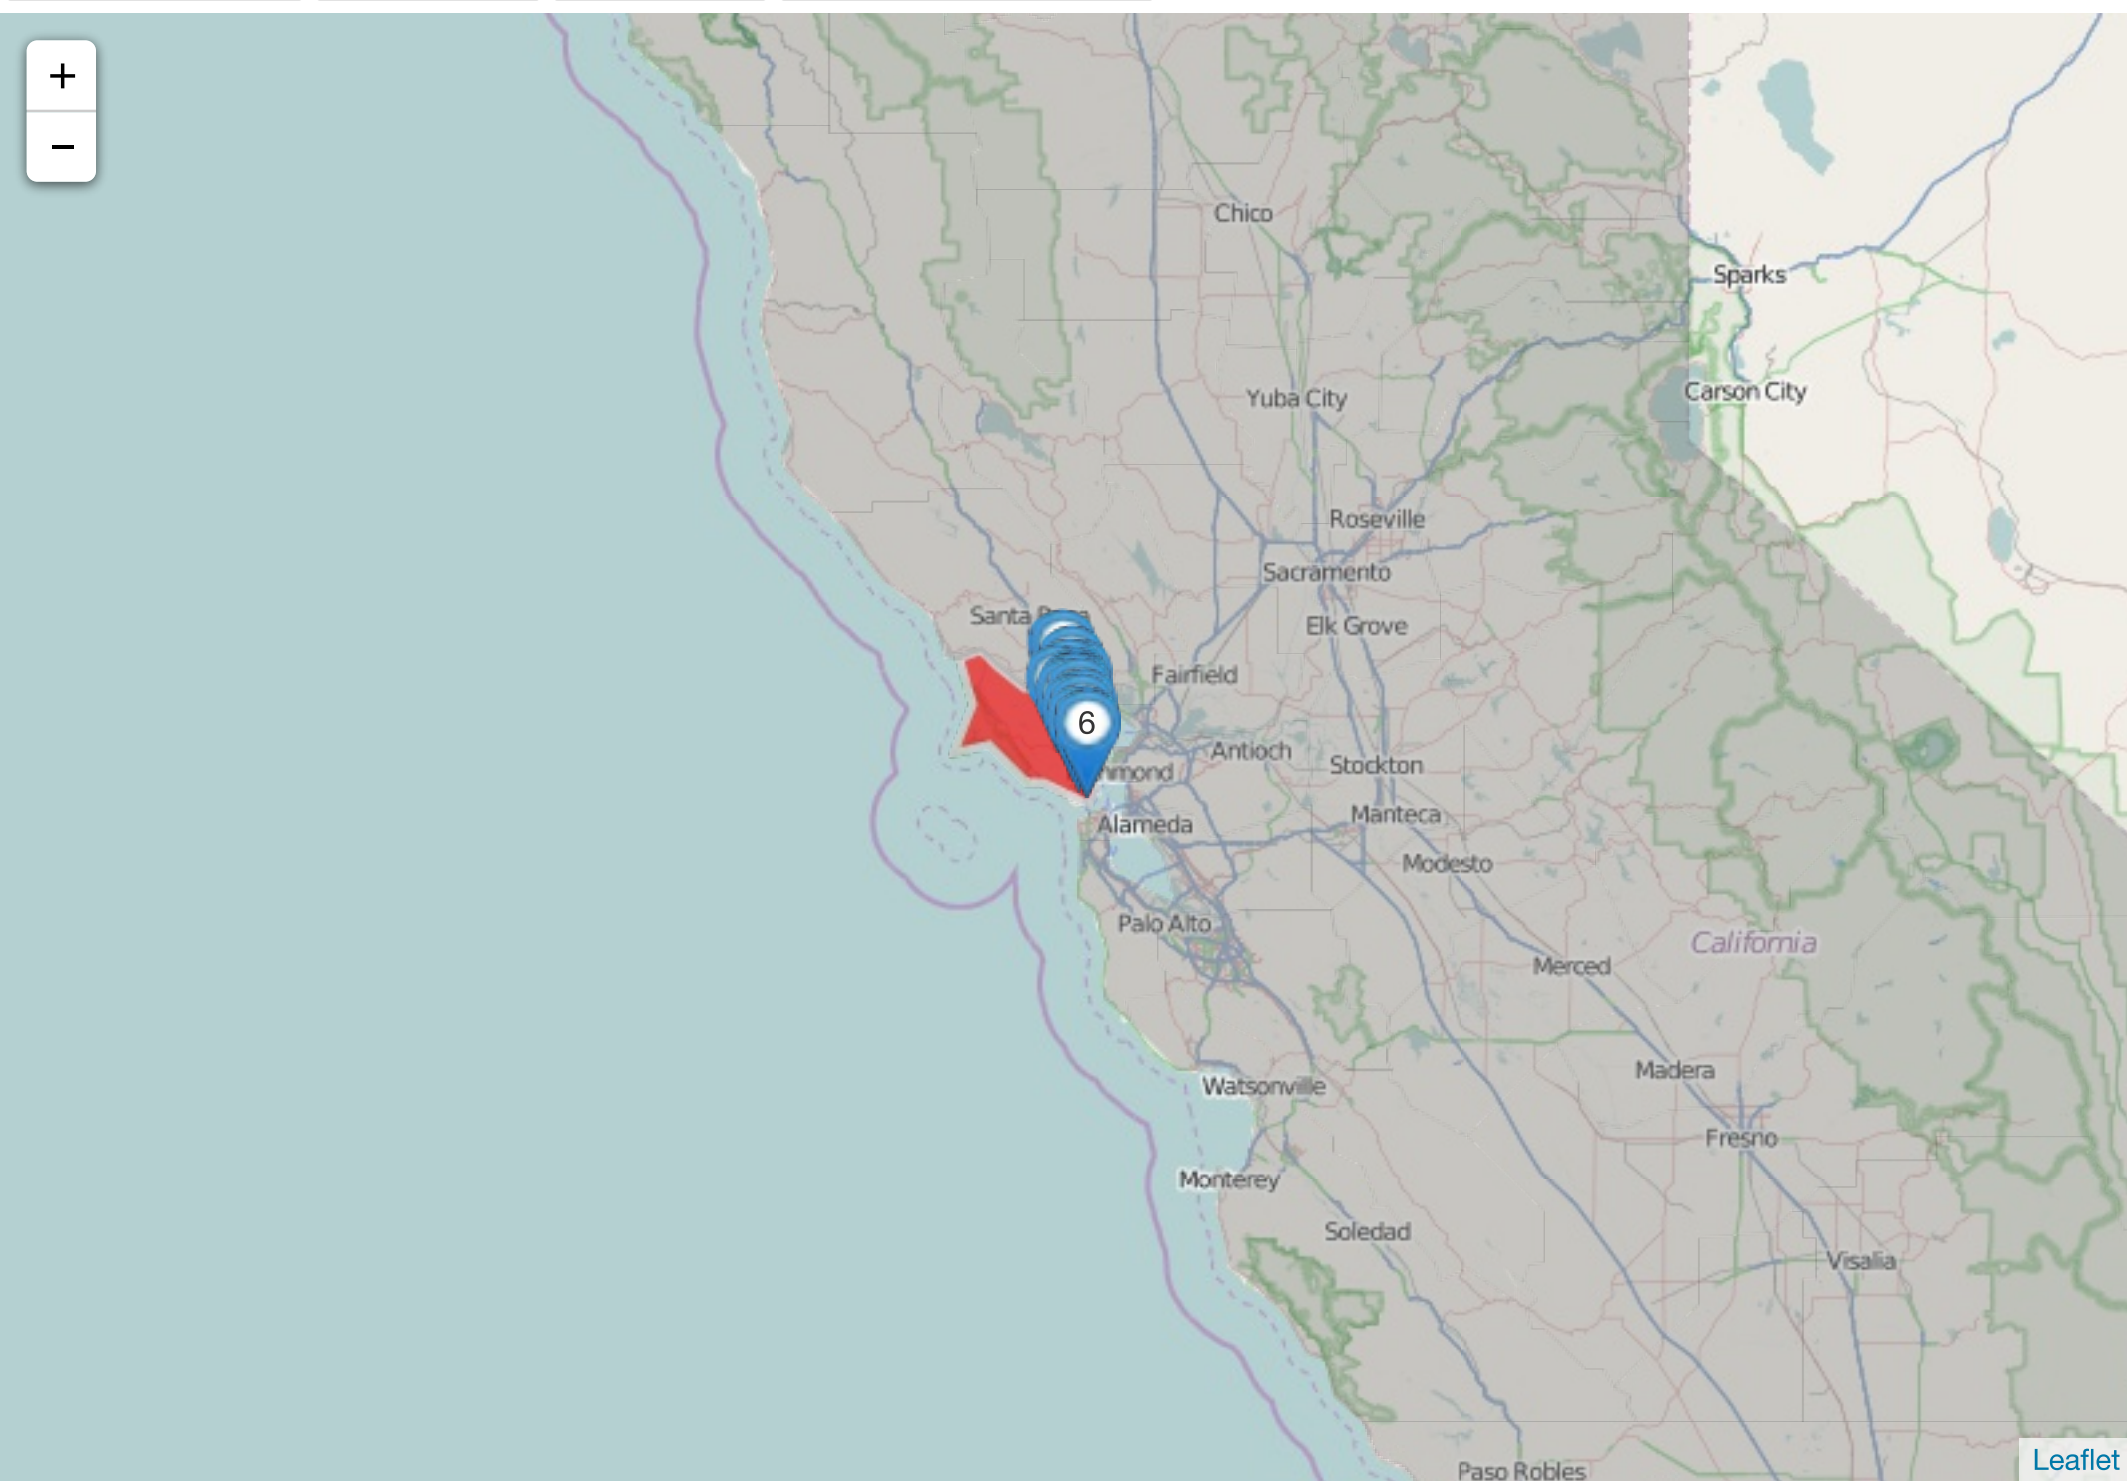 +
−
Chico
Sparks
Carson City
Yuba City
Roseville
Sacramento
Santa
Elk Grove
Fairfield
6
Antioch
Stockton
Manteca
Alameda
Modesto
Palo Alto
California
Merced
Madera
Watsonville
Fresno
Monterey
Soledad
Visalia
Paso Robles
Leaflet